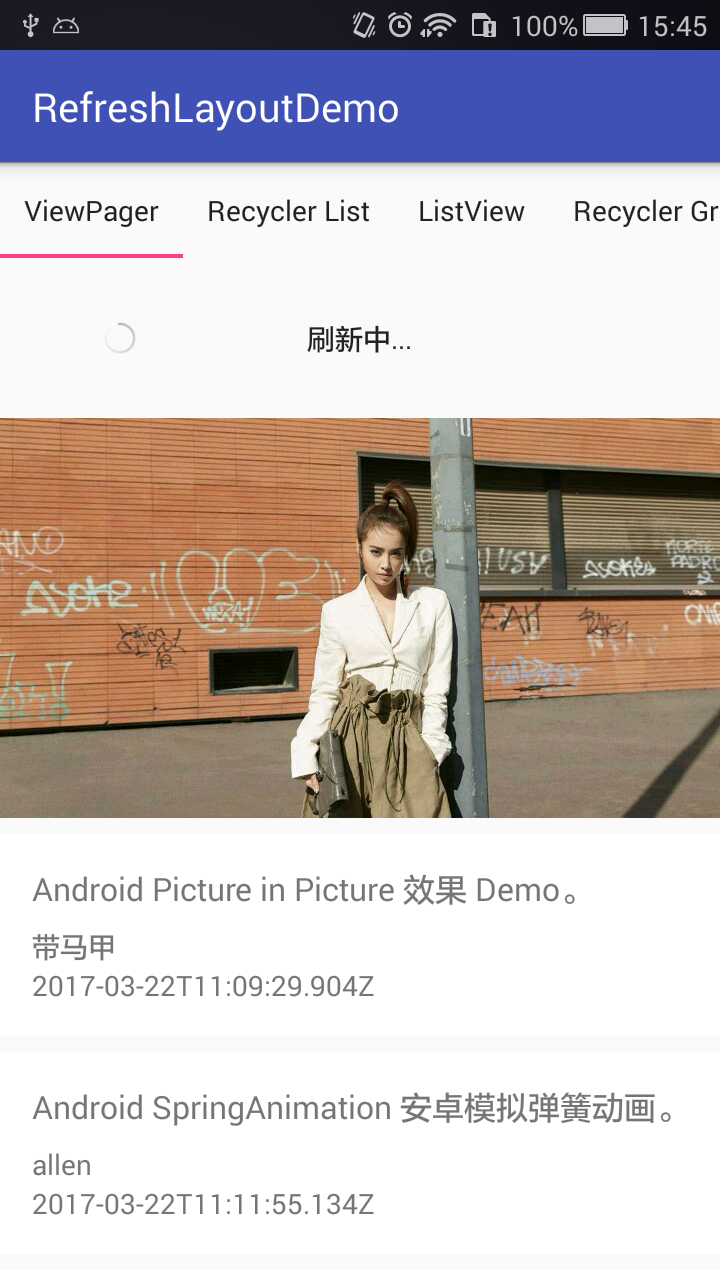 100% 15:45
RefreshLayoutDemo
ViewPager Recycler List ListView Recycler Gr
刷新中...
Android Picture in Picture 效果 Demo。
带马甲
2017-03-22T11:09:29.904Z
Android SpringAnimation 安卓模拟弹簧动画。
allen
2017-03-22T11:11:55.134Z